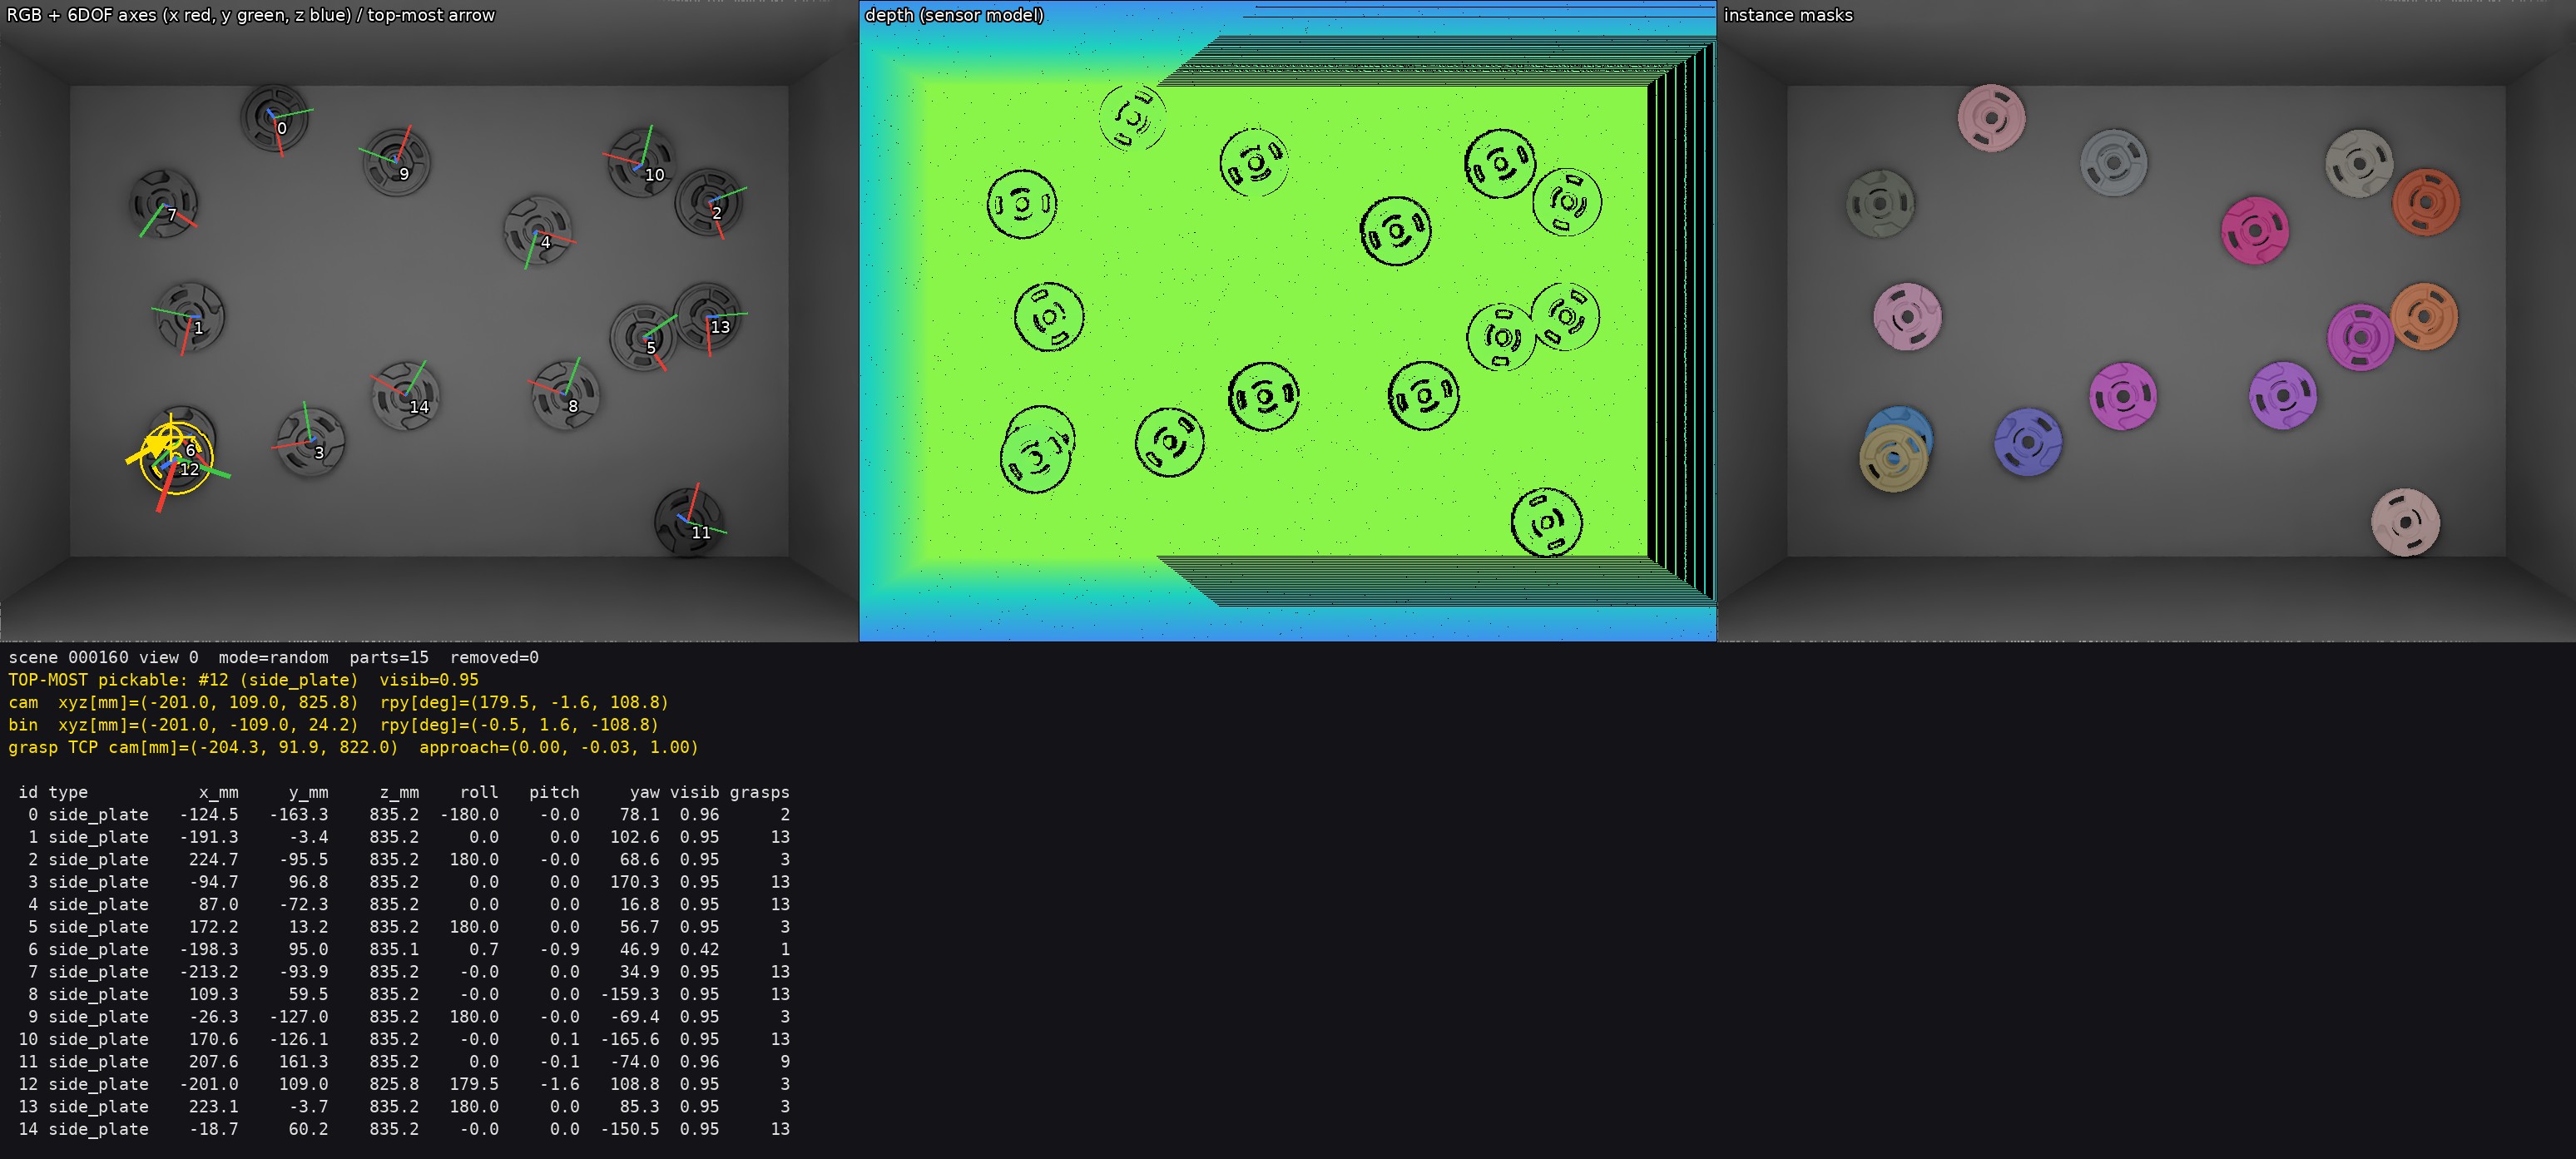 RGB + 6DOF axes (x red, y green, z blue) / top-most arrow
depth (sensor model)
instance masks
0
9
10
7
2
4
1
13
5
14
8
6
3
12
11
scene 000160 view 0  mode=random  parts=15  removed=0
TOP-MOST pickable: #12 (side_plate)  visib=0.95
cam  xyz[mm]=(-201.0, 109.0, 825.8)  rpy[deg]=(179.5, -1.6, 108.8)
bin  xyz[mm]=(-201.0, -109.0, 24.2)  rpy[deg]=(-0.5, 1.6, -108.8)
grasp TCP cam[mm]=(-204.3, 91.9, 822.0)  approach=(0.00, -0.03, 1.00)
id type x_mm y_mm z_mm roll pitch yaw visib grasps
0 side_plate -124.5 -163.3 835.2 -180.0 -0.0 78.1 0.96 2
1 side_plate -191.3 -3.4 835.2 0.0 0.0 102.6 0.95 13
2 side_plate 224.7 -95.5 835.2 180.0 -0.0 68.6 0.95 3
3 side_plate -94.7 96.8 835.2 0.0 0.0 170.3 0.95 13
4 side_plate 87.0 -72.3 835.2 0.0 0.0 16.8 0.95 13
5 side_plate 172.2 13.2 835.2 180.0 0.0 56.7 0.95 3
6 side_plate -198.3 95.0 835.1 0.7 -0.9 46.9 0.42 1
7 side_plate -213.2 -93.9 835.2 -0.0 0.0 34.9 0.95 13
8 side_plate 109.3 59.5 835.2 -0.0 0.0 -159.3 0.95 13
9 side_plate -26.3 -127.0 835.2 180.0 -0.0 -69.4 0.95 3
10 side_plate 170.6 -126.1 835.2 -0.0 0.1 -165.6 0.95 13
11 side_plate 207.6 161.3 835.2 0.0 -0.1 -74.0 0.96 9
12 side_plate -201.0 109.0 825.8 179.5 -1.6 108.8 0.95 3
13 side_plate 223.1 -3.7 835.2 180.0 0.0 85.3 0.95 3
14 side_plate -18.7 60.2 835.2 -0.0 0.0 -150.5 0.95 13